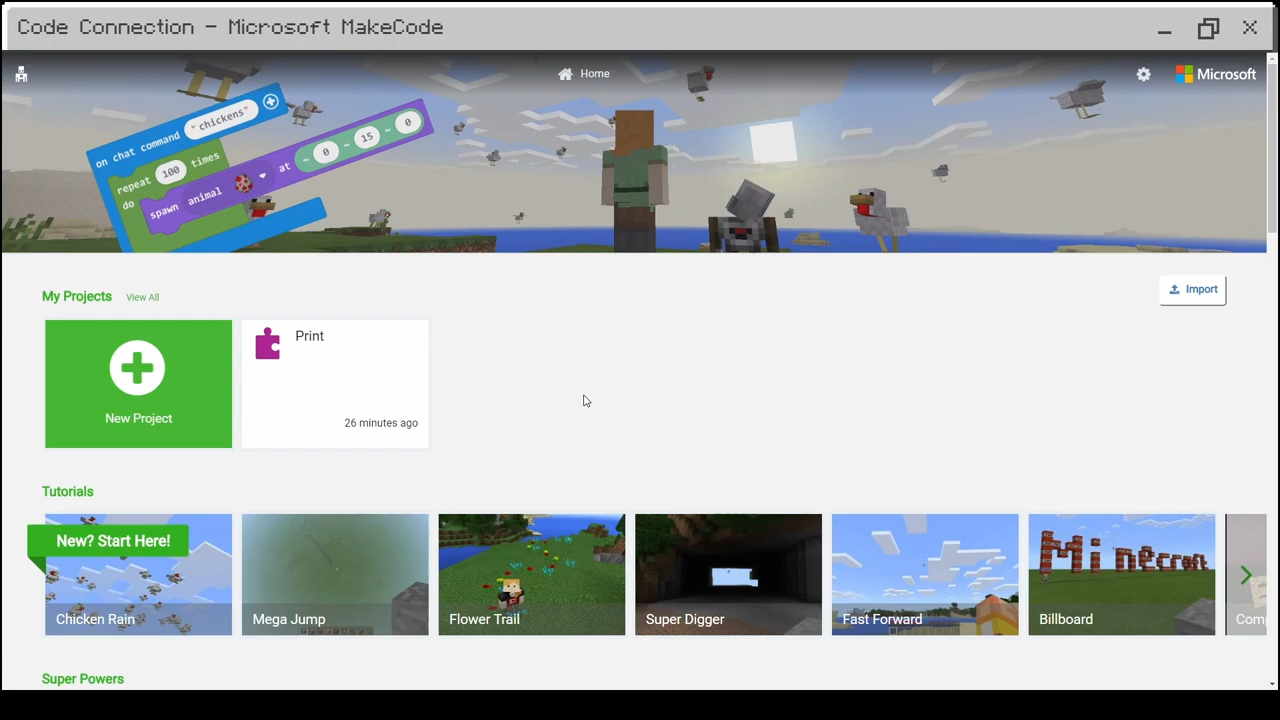 Code Connection - Microsoft MakeCode
Home
Microsoft
on chat command "chickens"
repeat 100 times
do
spawn animal at ~ 0 ~ 15 ~ 0
My Projects View All
Import
New Project
Print
26 minutes ago
Tutorials
New? Start Here!
Minecraft
Chicken Rain
Mega Jump
Flower Trail
Super Digger
Fast Forward
Billboard
Super Powers